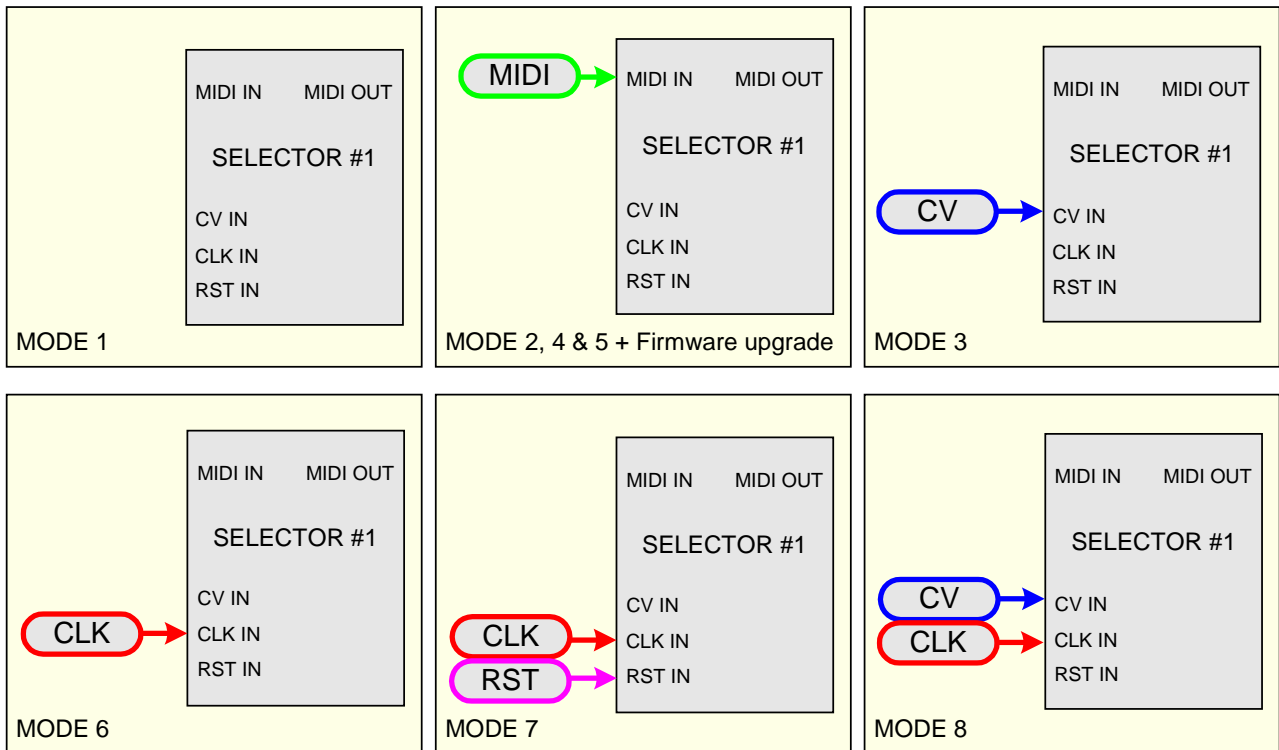 MIDI IN MIDI OUT
SELECTOR #1
CV IN
CLK IN
RST IN
MODE 1
MIDI
MIDI IN MIDI OUT
SELECTOR #1
CV IN
CLK IN
RST IN
MODE 2, 4 & 5 + Firmware upgrade
MIDI IN MIDI OUT
SELECTOR #1
CV
CV IN
CLK IN
RST IN
MODE 3
MIDI IN MIDI OUT
SELECTOR #1
CV IN
CLK
CLK IN
RST IN
MODE 6
MIDI IN MIDI OUT
SELECTOR #1
CV IN
CLK
CLK IN
RST
RST IN
MODE 7
MIDI IN MIDI OUT
SELECTOR #1
CV
CV IN
CLK
CLK IN
RST IN
MODE 8